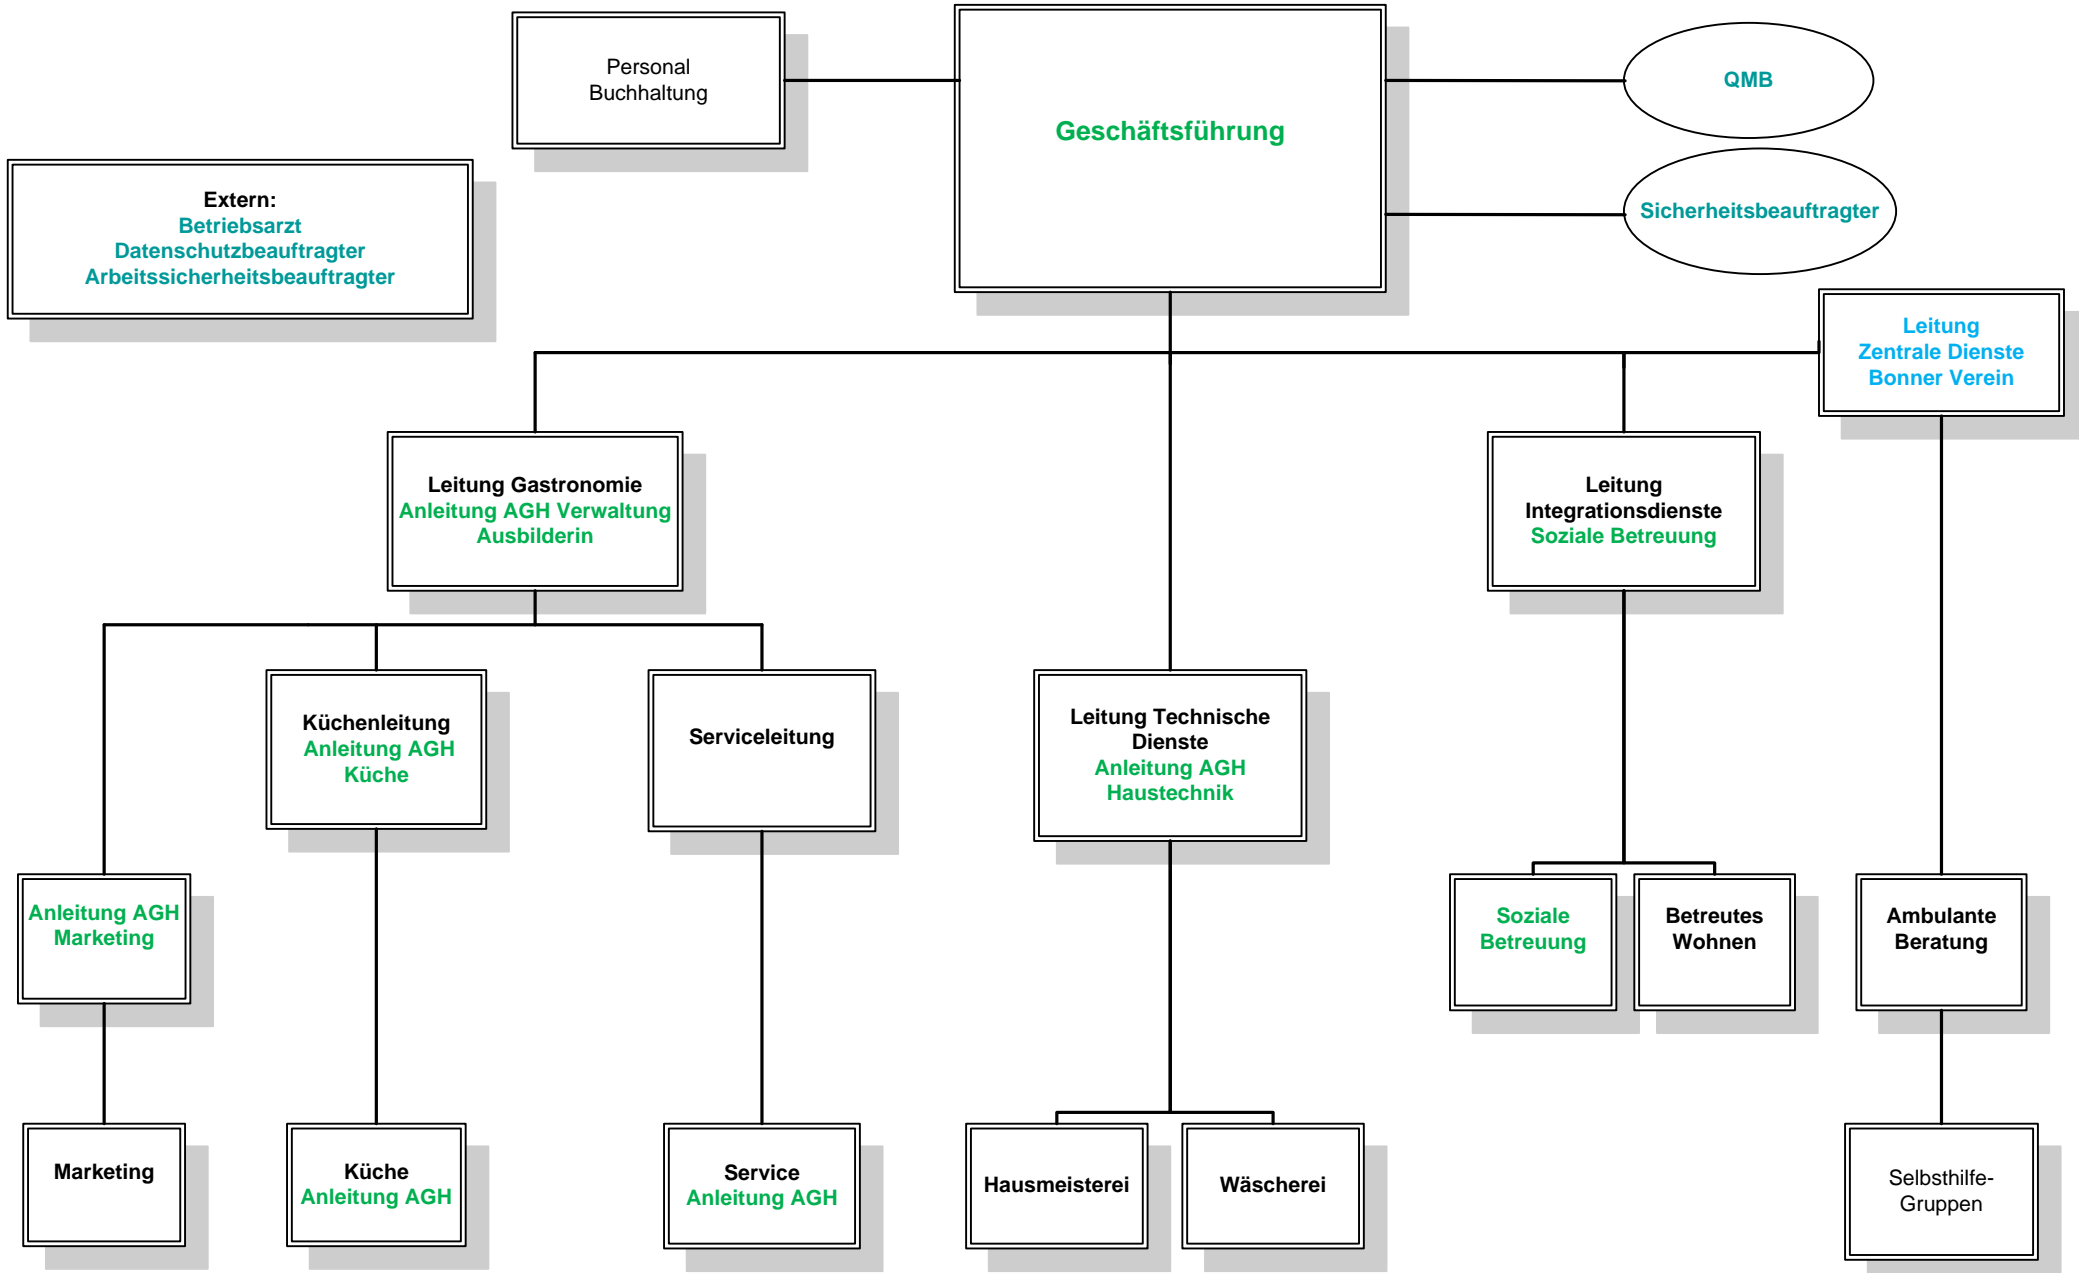 Personal
Buchhaltung
Geschäftsführung
QMB
Sicherheitsbeauftragter
Extern:
Betriebsarzt
Datenschutzbeauftragter
Arbeitssicherheitsbeauftragter
Leitung
Zentrale Dienste
Bonner Verein
Leitung Gastronomie
Anleitung AGH Verwaltung
Ausbilderin
Leitung
Integrationsdienste
Soziale Betreuung
Küchenleitung
Anleitung AGH
Küche
Serviceleitung
Leitung Technische
Dienste
Anleitung AGH
Haustechnik
Anleitung AGH
Marketing
Soziale
Betreuung
Betreutes
Wohnen
Ambulante
Beratung
Marketing
Küche
Anleitung AGH
Service
Anleitung AGH
Hausmeisterei
Wäscherei
Selbsthilfe-
Gruppen